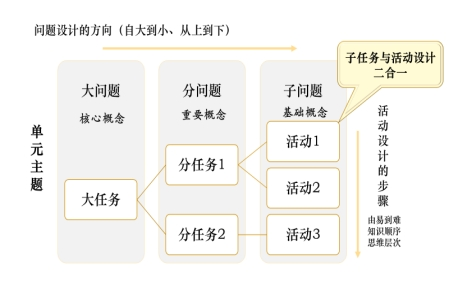 问题设计的方向（自大到小、从上到下）
子任务与活动设计
二合一
大问题
分问题
子问题
核心概念
重要概念
基础概念
单元主题
大任务
分任务1
分任务2
活动1
活动2
活动3
活动设计的步骤
由易到难
知识顺序
思维层次